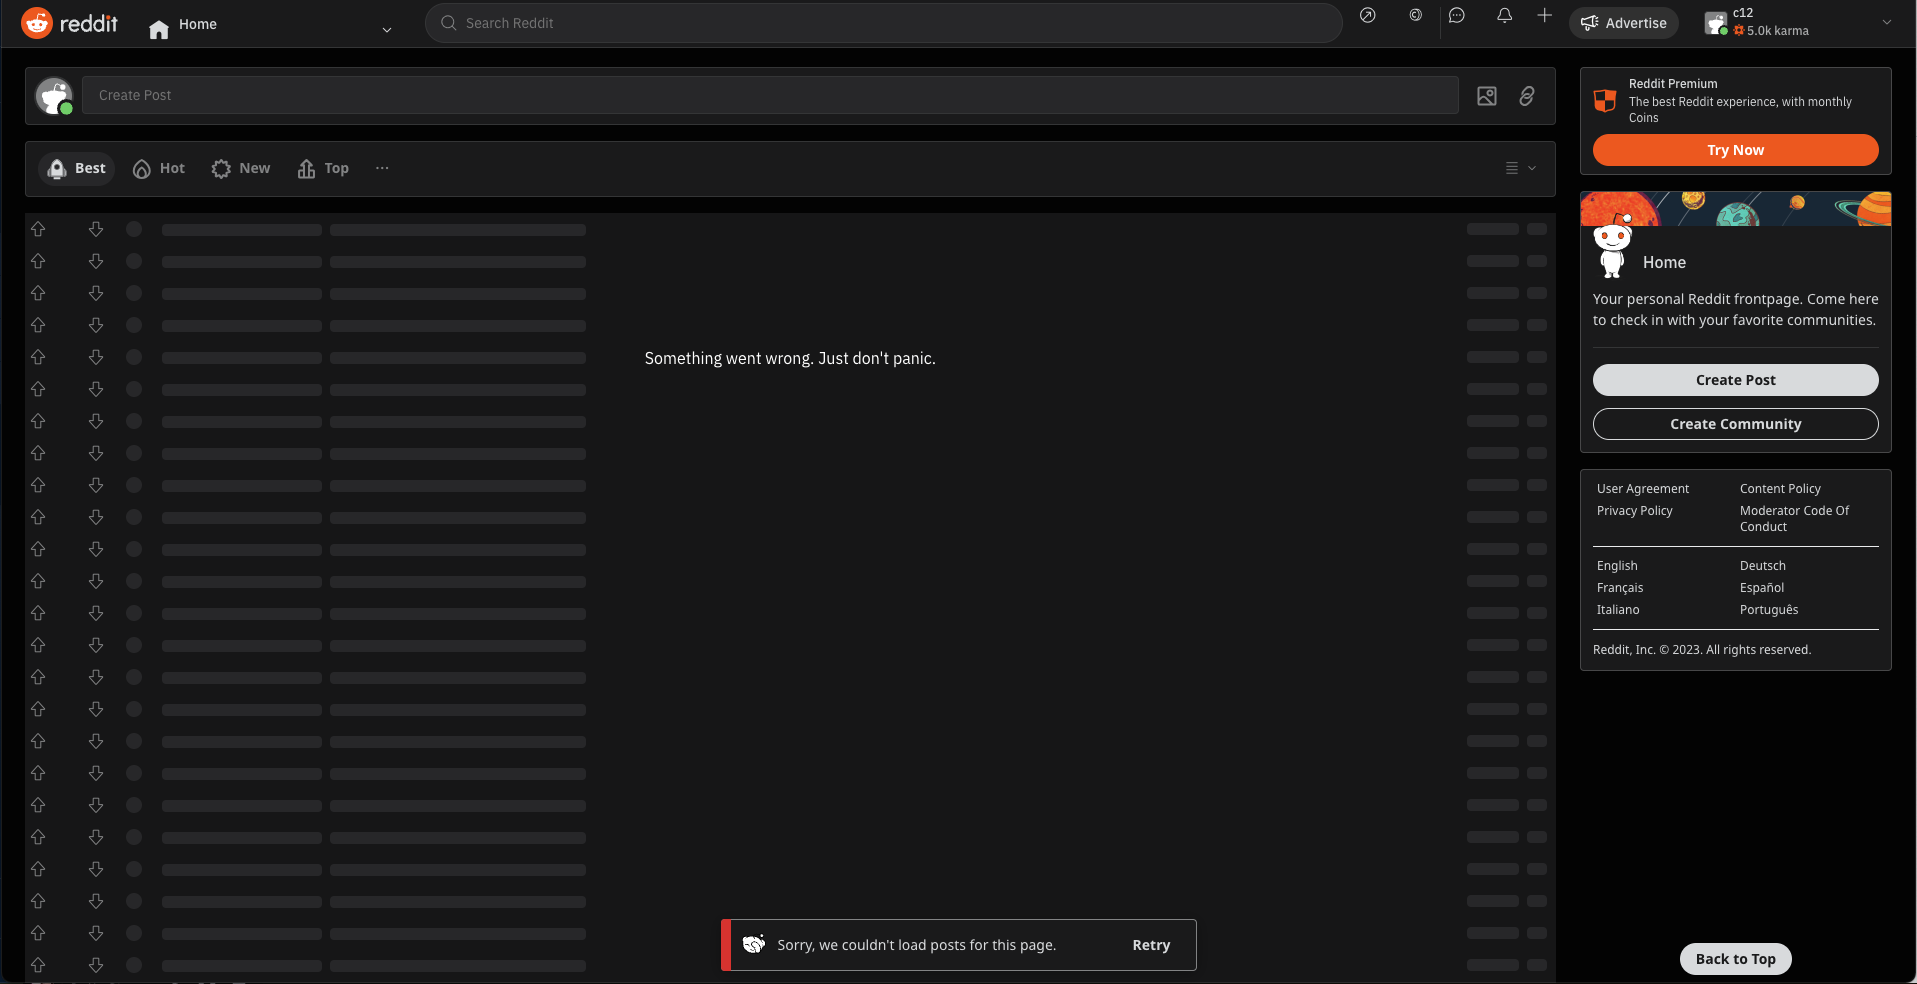 reddit
Home
Search Reddit
Advertise
c12
5.0k karma
Create Post
Best
Hot
New
Top
Something went wrong. Just don't panic.
Sorry, we couldn't load posts for this page.
Retry
Reddit Premium
The best Reddit experience, with monthly
Coins
Try Now
Home
Your personal Reddit frontpage. Come here
to check in with your favorite communities.
Create Post
Create Community
User Agreement
Content Policy
Privacy Policy
Moderator Code Of
Conduct
English
Deutsch
Français
Español
Italiano
Português
Reddit, Inc. © 2023. All rights reserved.
Back to Top